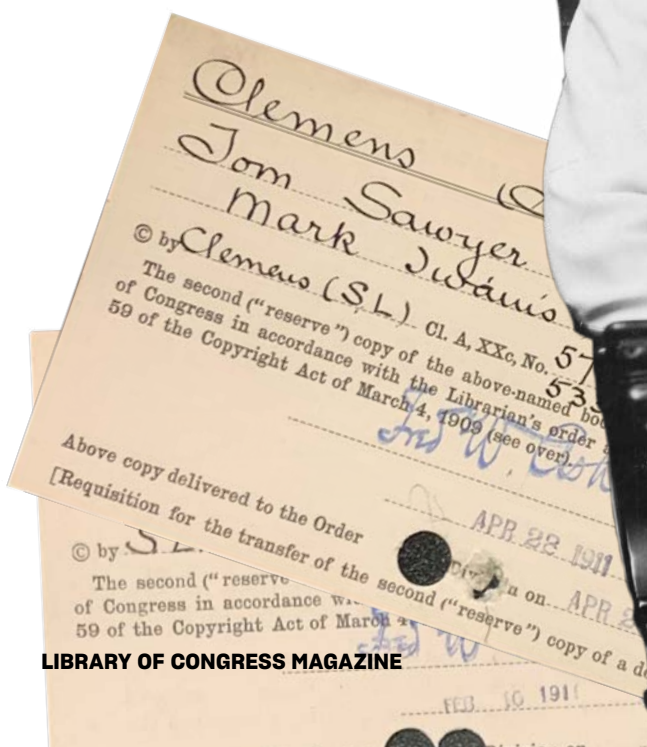 Clemens
Tom Sawyer
Mark Twain's
© by Clemens (S L) Cl. A, XXc, No. 57
53
The second ("reserve") copy of the above-named
of Congress in accordance with the Librarian's order
59 of the Copyright Act of March 4, 1909 (see over).
APR 28 1911
Above copy delivered to the Order
on APR 2
[Requisition for the transfer of the second ("reserve") copy of a
© by S L.
The second ("reserve
of Congress in accordance
59 of the Copyright Act of March 4
LIBRARY OF CONGRESS MAGAZINE
FEB 10 1911